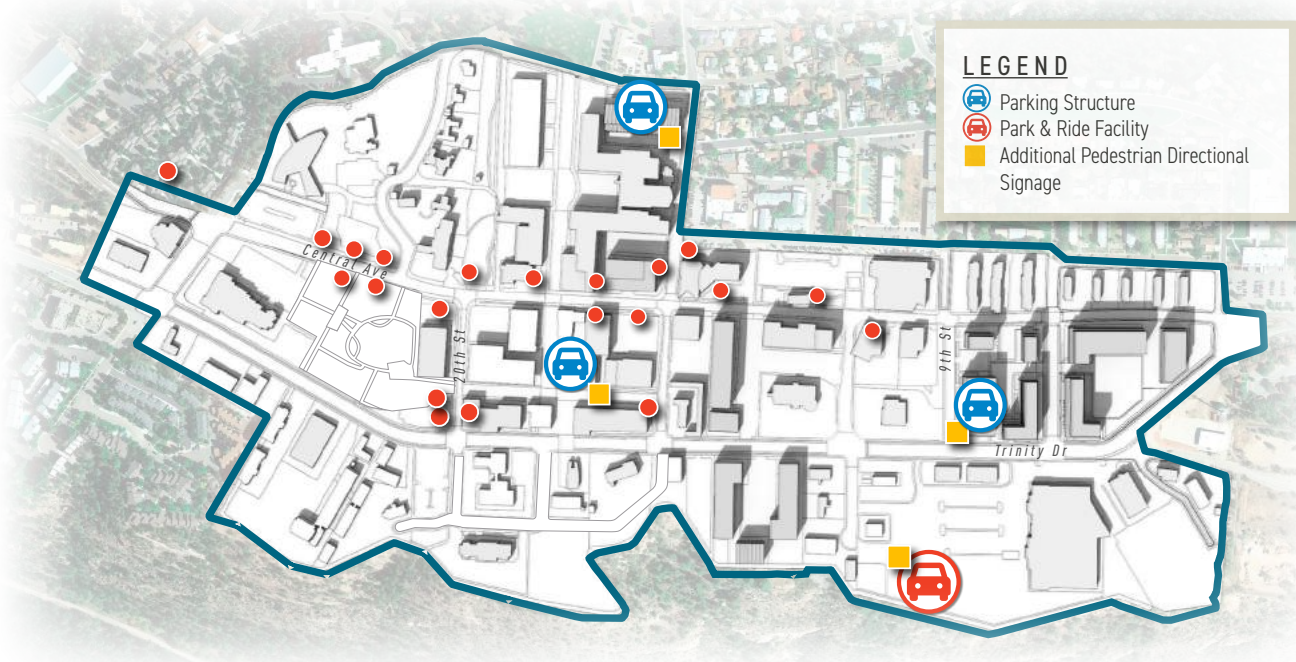 LEGEND
Parking Structure
Park & Ride Facility
Additional Pedestrian Directional
Signage
Central Ave
20th St
9th St
Trinity Dr